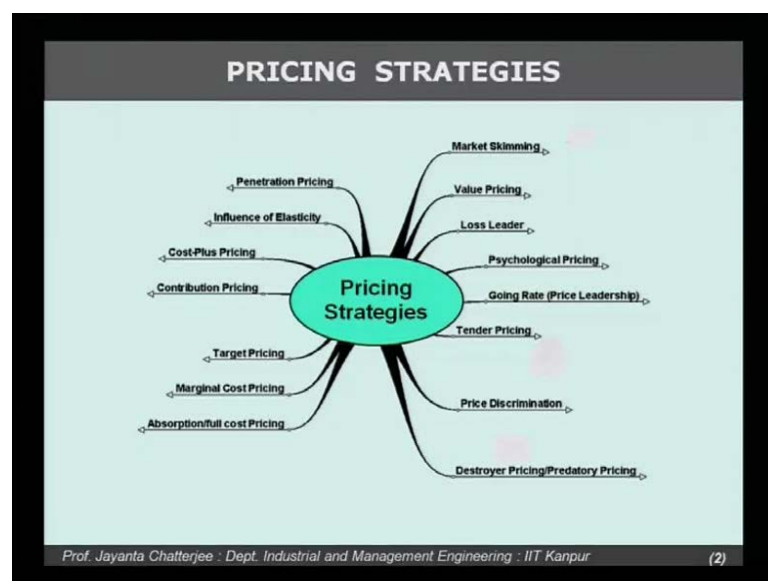 PRICING STRATEGIES
Market Skimming
Penetration Pricing
Value Pricing
Influence of Elasticity
Loss Leader
Cost-Plus Pricing
Psychological Pricing
Contribution Pricing
Pricing
Strategies
Going Rate (Price Leadership)
Tender Pricing
Target Pricing
Marginal Cost Pricing
Price Discrimination
Absorption/full cost Pricing
Destroyer Pricing/Predatory Pricing
Prof. Jayanta Chatterjee : Dept. Industrial and Management Engineering : IIT Kanpur (2)